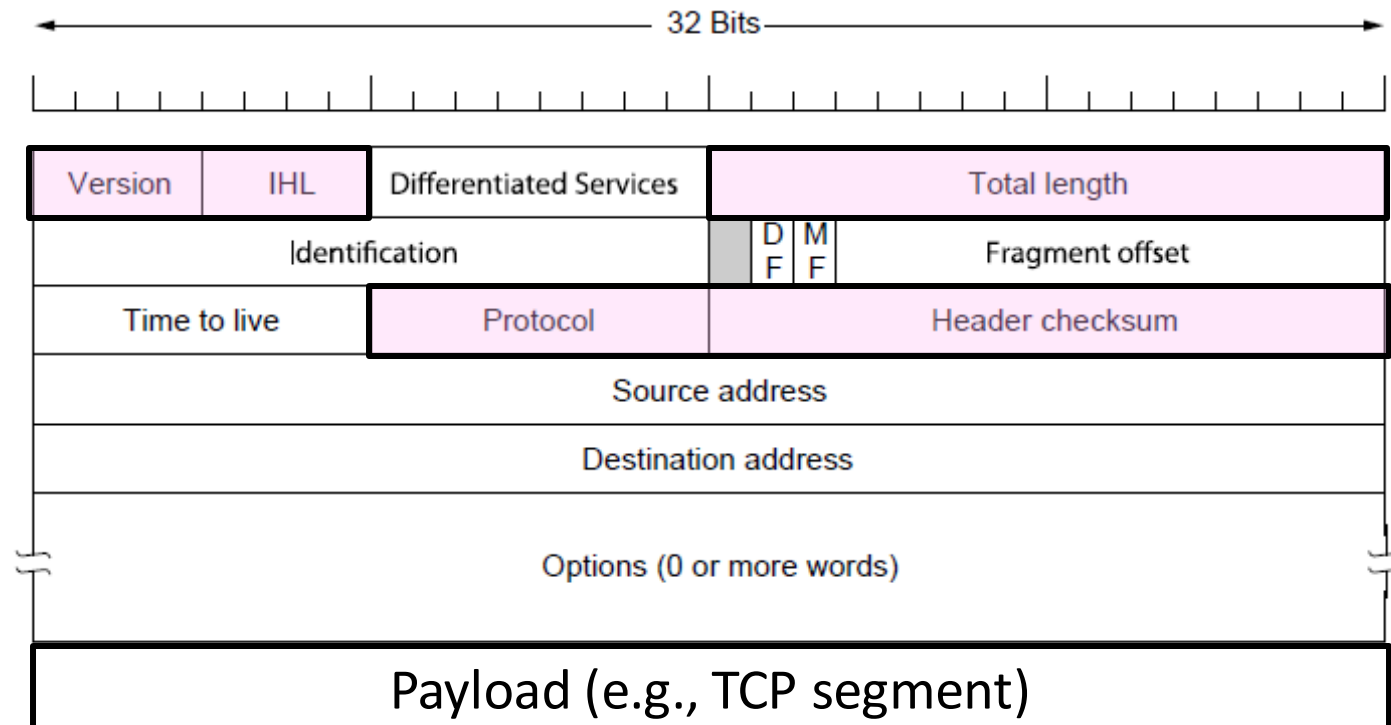 32 Bits
Version IHL Differentiated Services Total length
Identification D F M F Fragment offset
Time to live Protocol Header checksum
Source address
Destination address
Options (0 or more words)
Payload (e.g., TCP segment)